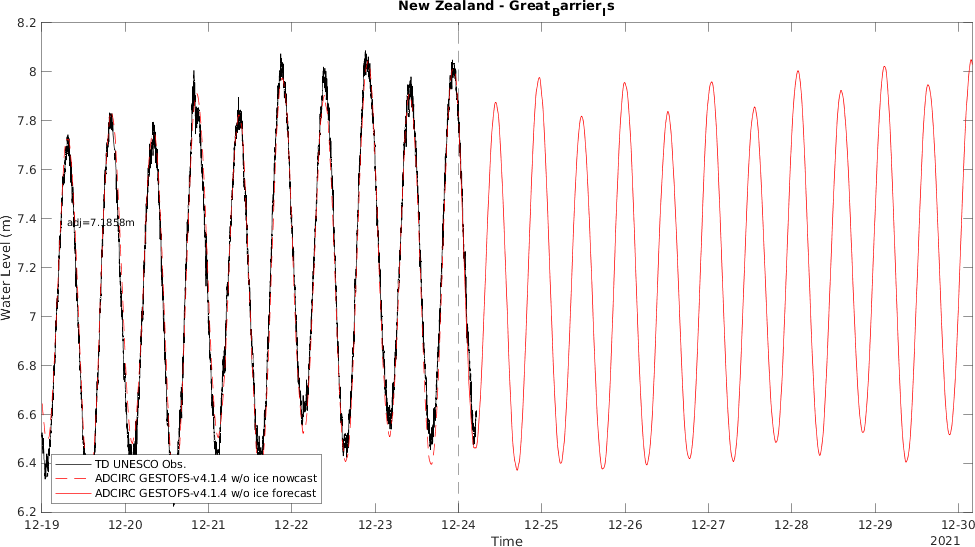 New Zealand - Great_Barrier_Is
8.2
8
7.8
7.6
7.4
7.2
7
6.8
6.6
6.4
6.2
Water Level (m)
adj=7.1858m
TD UNESCO Obs.
ADCIRC GESTOFS-v4.1.4 w/o ice nowcast
ADCIRC GESTOFS-v4.1.4 w/o ice forecast
12-19 12-20 12-21 12-22 12-23 12-24 12-25 12-26 12-27 12-28 12-29 12-30
Time
2021